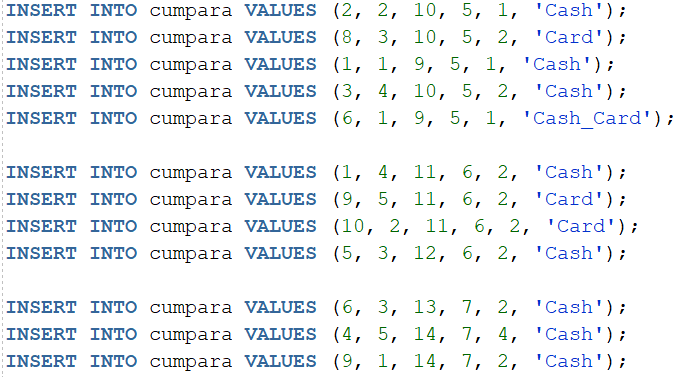 INSERT INTO cumpara VALUES (2, 2, 10, 5, 1, 'Cash');
INSERT INTO cumpara VALUES (8, 3, 10, 5, 2, 'Card');
INSERT INTO cumpara VALUES (1, 1, 9, 5, 1, 'Cash');
INSERT INTO cumpara VALUES (3, 4, 10, 5, 2, 'Cash');
INSERT INTO cumpara VALUES (6, 1, 9, 5, 1, 'Cash_Card');
INSERT INTO cumpara VALUES (1, 4, 11, 6, 2, 'Cash');
INSERT INTO cumpara VALUES (9, 5, 11, 6, 2, 'Card');
INSERT INTO cumpara VALUES (10, 2, 11, 6, 2, 'Card');
INSERT INTO cumpara VALUES (5, 3, 12, 6, 2, 'Cash');
INSERT INTO cumpara VALUES (6, 3, 13, 7, 2, 'Cash');
INSERT INTO cumpara VALUES (4, 5, 14, 7, 4, 'Cash');
INSERT INTO cumpara VALUES (9, 1, 14, 7, 2, 'Cash');